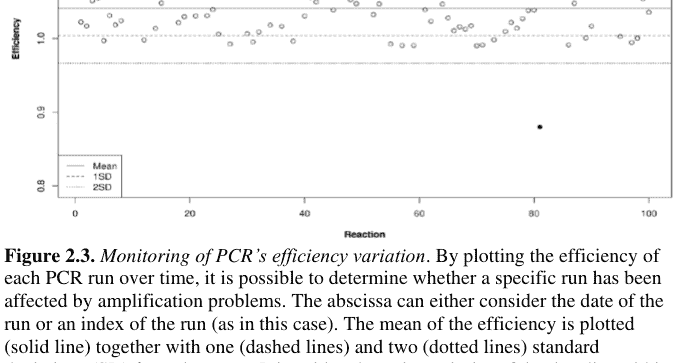 Efficiency
1.0
0.9
0.8
Mean
1SD
2SD
0 20 40 60 80 100
Reaction
Figure 2.3. Monitoring of PCR's efficiency variation. By plotting the efficiency of
each PCR run over time, it is possible to determine whether a specific run has been
affected by amplification problems. The abscissa can either consider the date of the
run or an index of the run (as in this case). The mean of the efficiency is plotted
(solid line) together with one (dashed lines) and two (dotted lines) standard